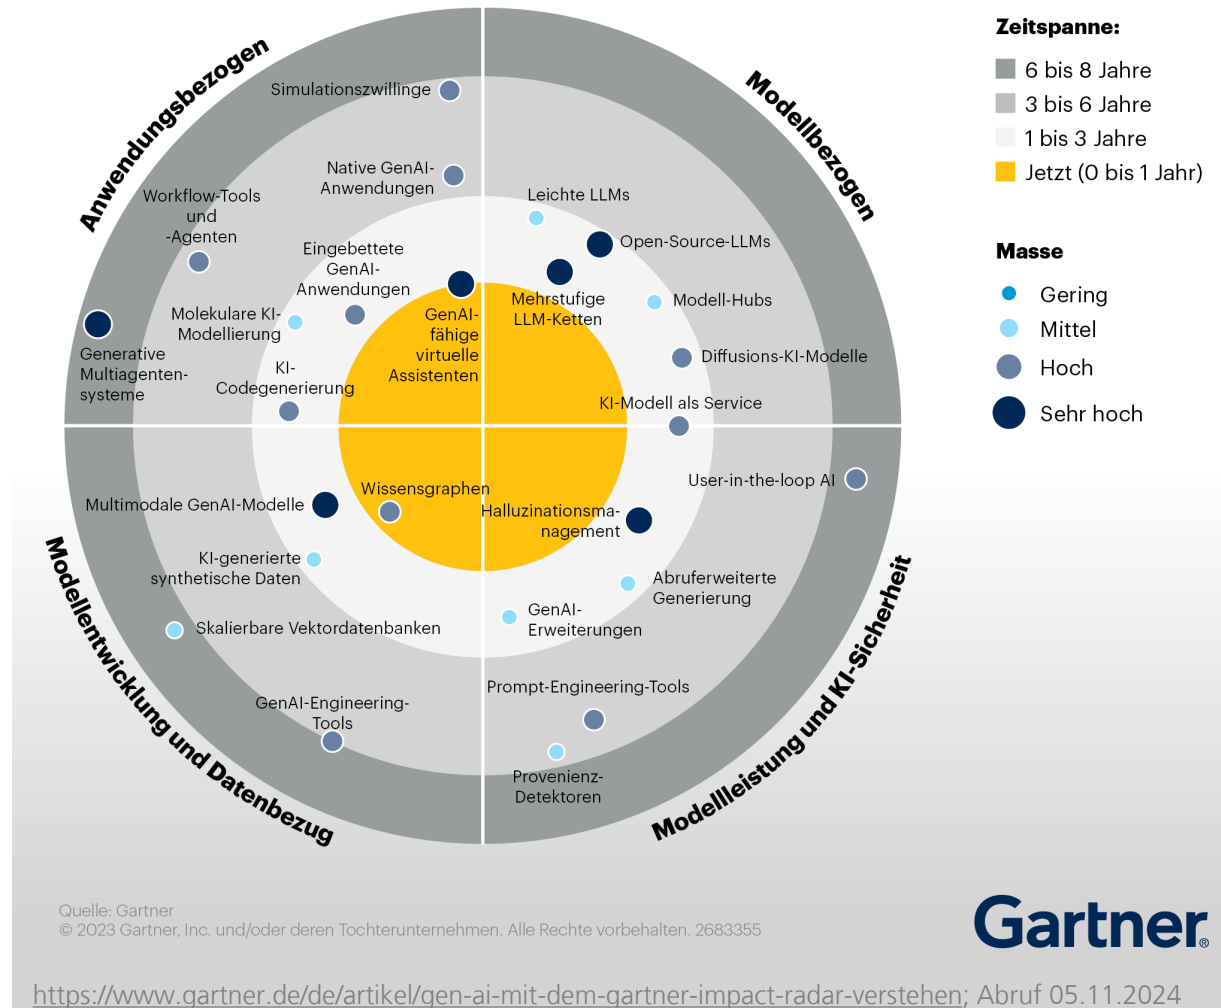 Anwendungsbezogen
Modellbezogen
Modellentwicklung und Datenbezug
Modelleistung und KI-Sicherheit
Simulationszwillinge
Native GenAI-
Anwendungen
Workflow-Tools
und
-Agenten
Eingebettete
GenAI-
Anwendungen
Molekulare KI-
Modellierung
Generative
Multiagenten-
systeme
KI-
Codegenerierung
GenAI-
fähige
virtuelle
Assistenten
Leichte LLMs
Open-Source-LLMs
Mehrstufige
LLM-Ketten
Modell-Hubs
Diffusions-KI-Modelle
KI-Modell als Service
Multimodale GenAI-Modelle
Wissensgraphen
KI-generierte
synthetische Daten
Skalierbare Vektordatenbanken
GenAI-Engineering-
Tools
User-in-the-loop AI
Halluzinationsma-
nagement
Abruferweiterte
Generierung
GenAI-
Erweiterungen
Prompt-Engineering-Tools
Provenienz-
Detektoren
Zeitspanne:
6 bis 8 Jahre
3 bis 6 Jahre
1 bis 3 Jahre
Jetzt (0 bis 1 Jahr)
Masse
Gering
Mittel
Hoch
Sehr hoch
Quelle: Gartner
© 2023 Gartner, Inc. und/oder deren Tochterunternehmen. Alle Rechte vorbehalten. 2683355
Gartner®
https://www.gartner.de/de/artikel/gen-ai-mit-dem-gartner-impact-radar-verstehen; Abruf 05.11.2024